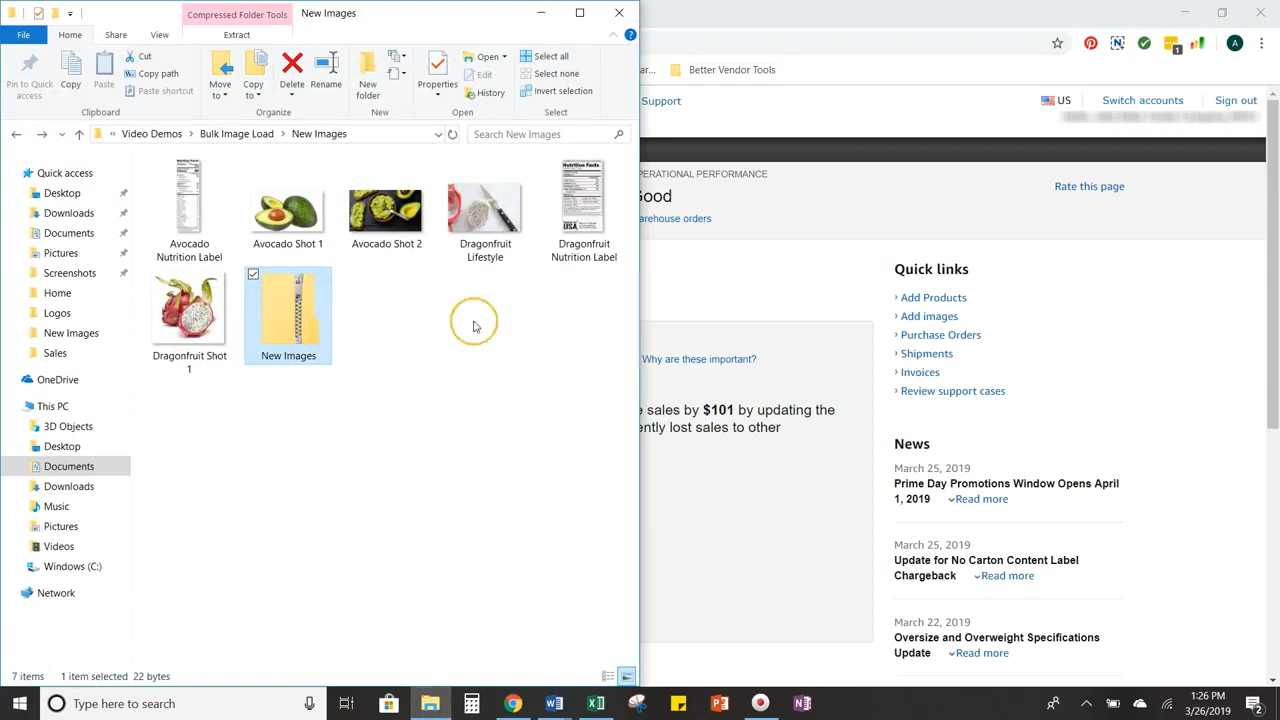 Compressed Folder Tools
New Images
File
Home
Share
View
Extract
Pin to Quick access
Copy
Paste
Cut
Copy path
Paste shortcut
Clipboard
Move to
Copy to
Delete
Rename
Organize
New folder
New
Properties
Open
Edit
History
Open
Select all
Select none
Invert selection
Select
« Video Demos › Bulk Image Load › New Images
Search New Images
Quick access
Desktop
Downloads
Documents
Pictures
Screenshots
Home
Logos
New Images
Sales
OneDrive
This PC
3D Objects
Desktop
Documents
Downloads
Music
Pictures
Videos
Windows (C:)
Network
Nutrition Facts
Avocado
Nutrition Label
Avocado Shot 1
Avocado Shot 2
Dragonfruit
Lifestyle
Nutrition Facts
USA
Dragonfruit
Nutrition Label
Dragonfruit Shot
1
New Images
7 items
1 item selected 22 bytes
N
1
A
ar...
Better Vendor Tools
Support
US
Switch accounts
Sign out
ERATIONAL PERFORMANCE
Good
arehouse orders
Rate this page
Why are these important?
e sales by $101 by updating the
ently lost sales to other
Quick links
› Add Products
› Add images
› Purchase Orders
› Shipments
› Invoices
› Review support cases
News
March 25, 2019
Prime Day Promotions Window Opens April
1, 2019 Read more
March 25, 2019
Update for No Carton Content Label
Chargeback Read more
March 22, 2019
Oversize and Overweight Specifications
Update Read more
Type here to search
1:26 PM
3/26/2019
2